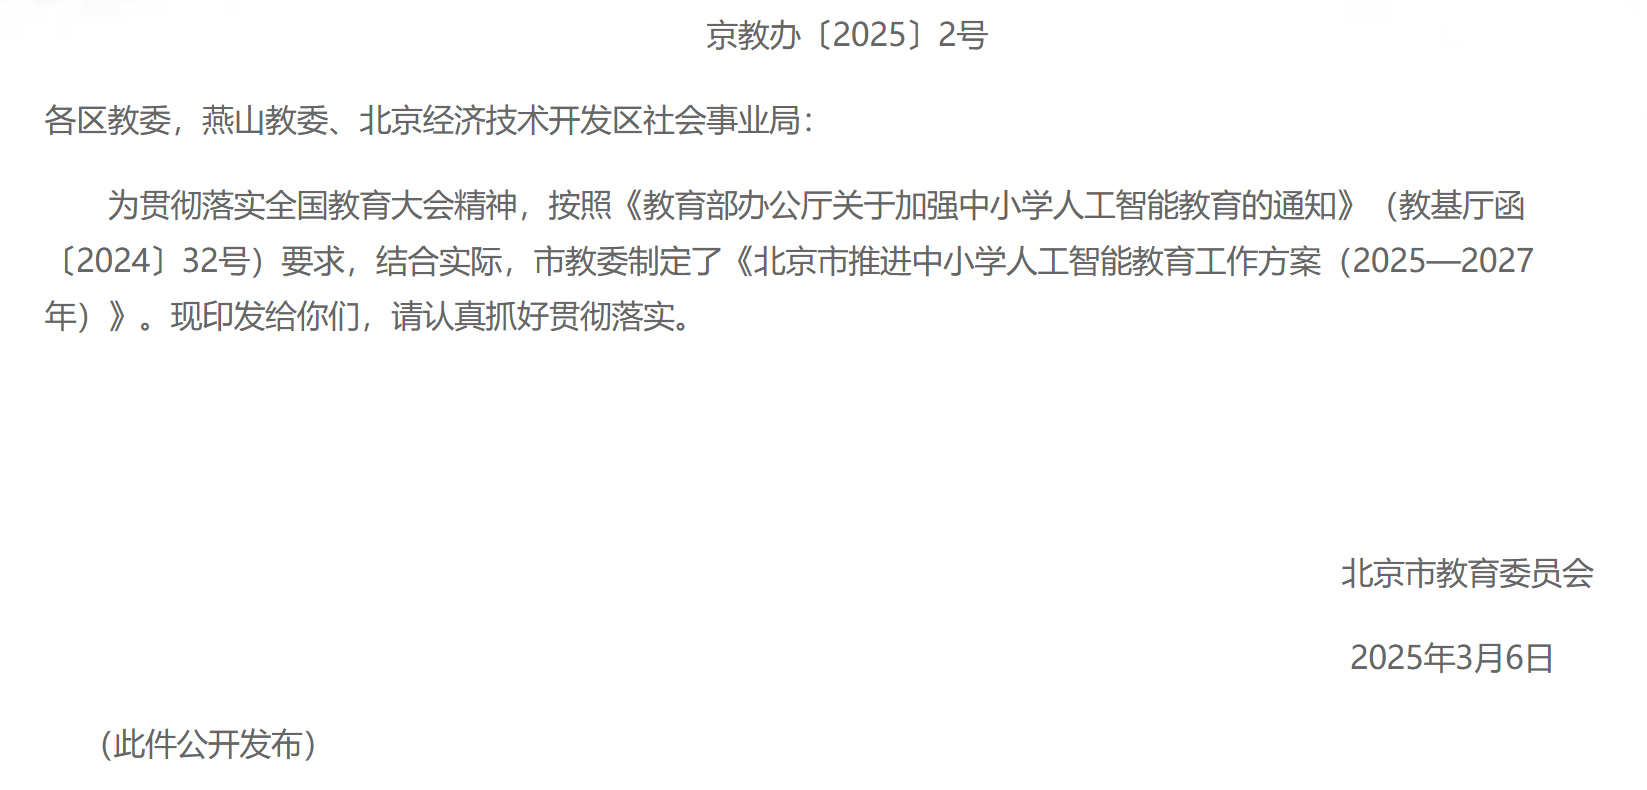 京教办〔2025〕2号
各区教委，燕山教委、北京经济技术开发区社会事业局：
为贯彻落实全国教育大会精神，按照《教育部办公厅关于加强中小学人工智能教育的通知》（教基厅函
〔2024〕32号）要求，结合实际，市教委制定了《北京市推进中小学人工智能教育工作方案（2025—2027
年）》。现印发给你们，请认真抓好贯彻落实。
北京市教育委员会
2025年3月6日
（此件公开发布）